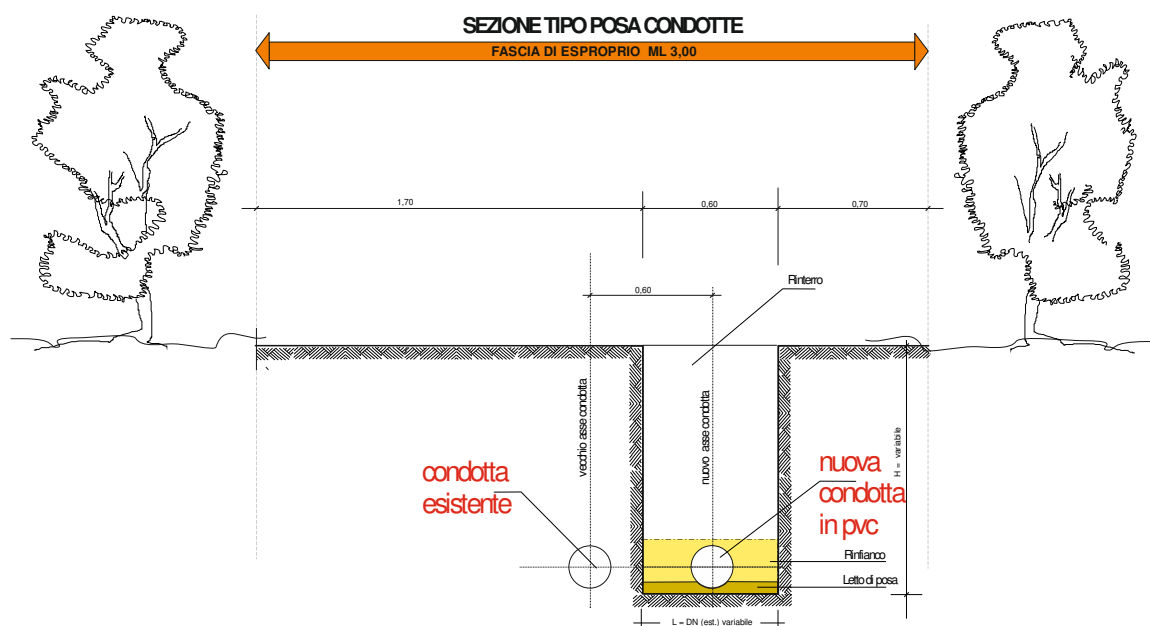 SEZIONE TIPO POSA CONDOTTE
FASCIA DI ESPROPRIO ML 3,00
1,70
0,60
0,70
Rinterro
0,60
vecchio asse condotta
nuovo asse condotta
H = variabile
condotta
esistente
nuova
condotta
in pvc
Rinfianco
Letto di posa
L = DN (est.) variabile